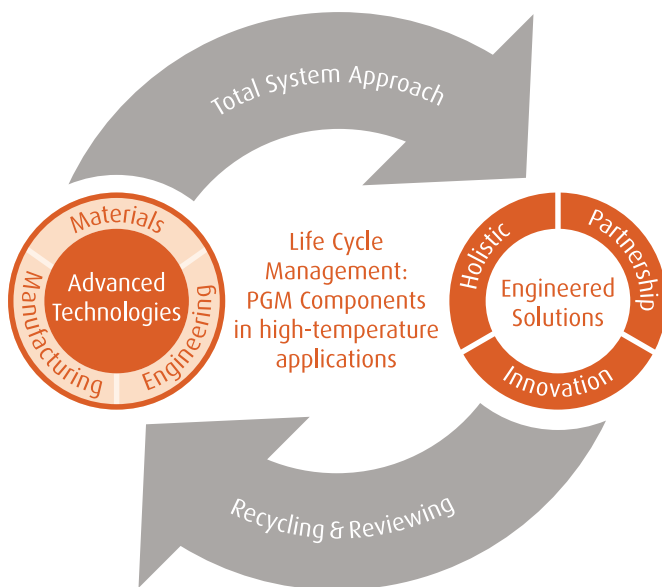 Total System Approach
Materials
Manufacturing
Engineering
Advanced
Technologies
Life Cycle
Management:
PGM Components
in high-temperature
applications
Holistic
Partnership
Innovation
Engineered
Solutions
Recycling & Reviewing